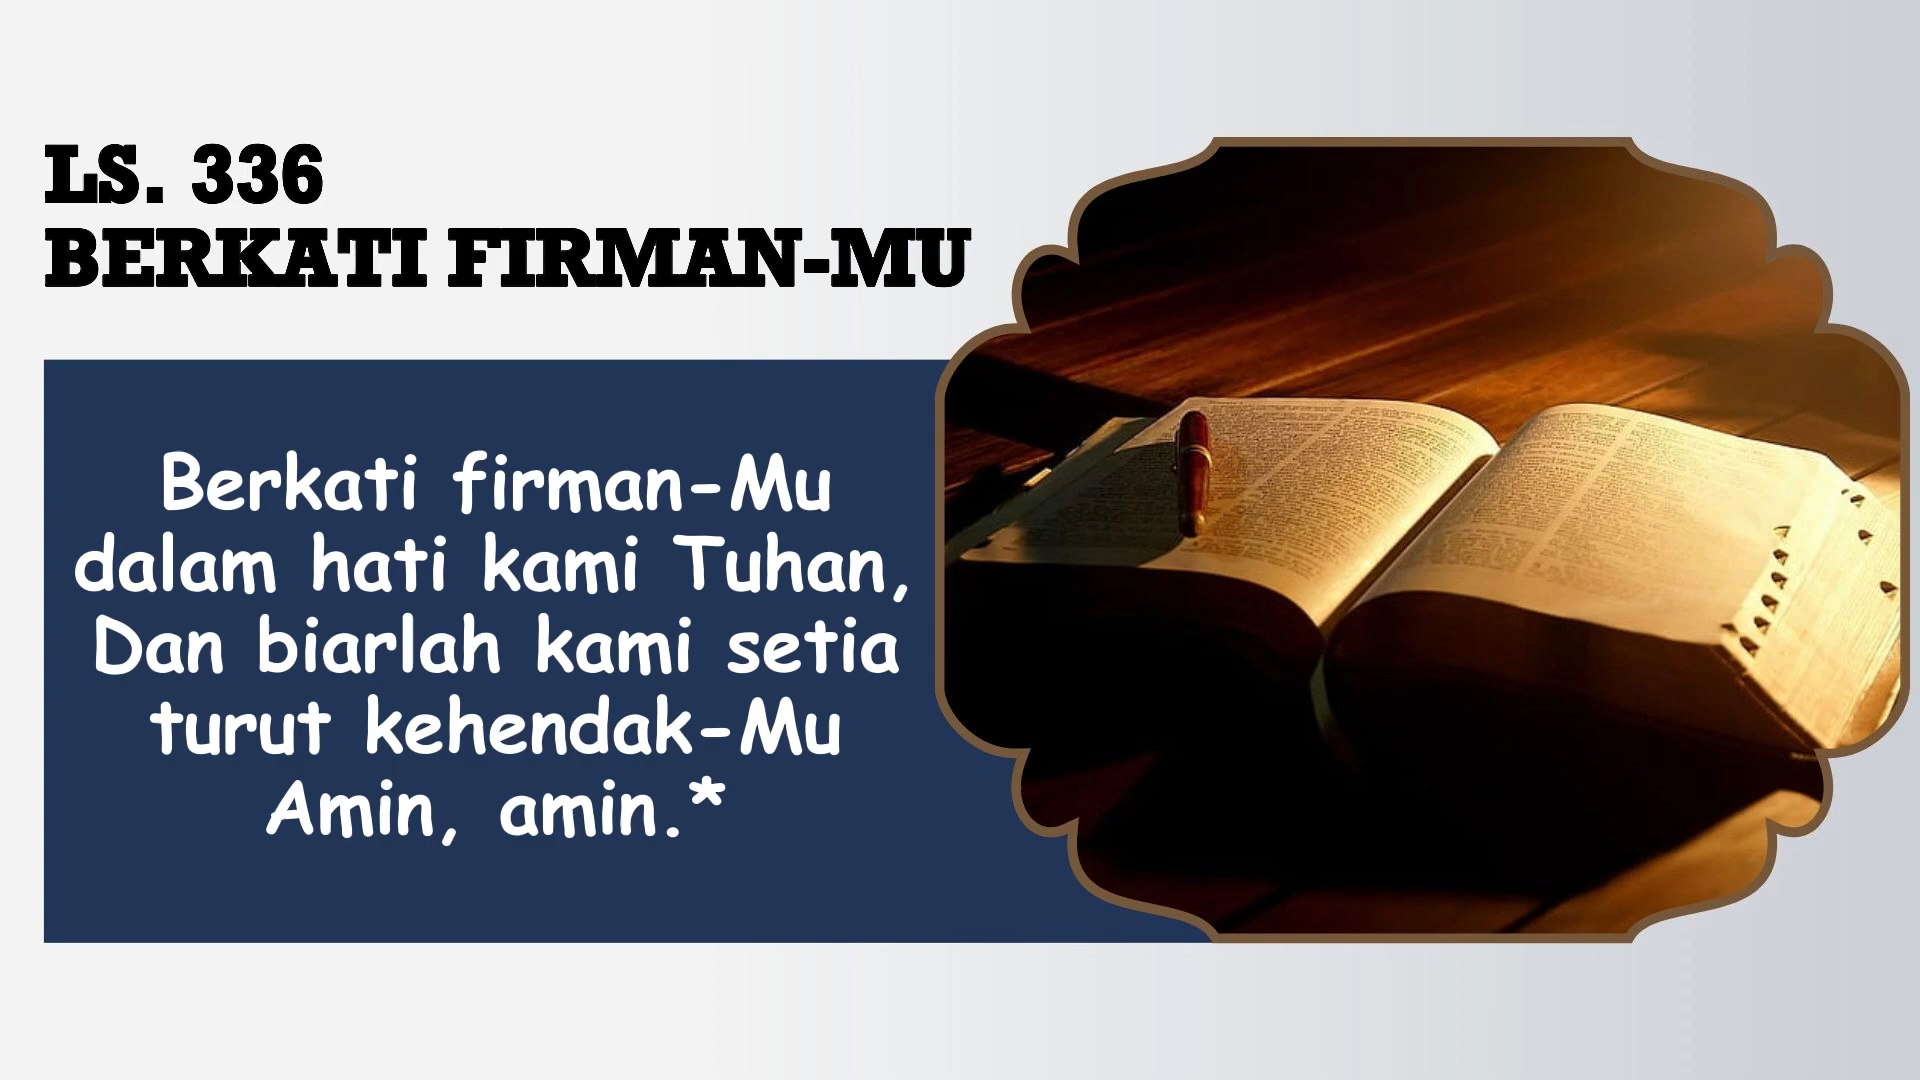 LS. 336
BERKATI FIRMAN-MU
Berkati firman-Mu
dalam hati kami Tuhan,
Dan biarlah kami setia
turut kehendak-Mu
Amin, amin.*